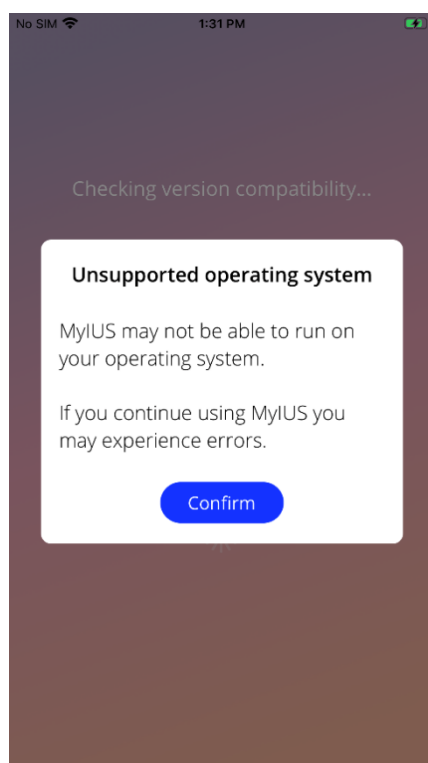 No SIM 1:31 PM
Checking version compatibility...
Unsupported operating system
MyIUS may not be able to run on
your operating system.
If you continue using MyIUS you
may experience errors.
Confirm